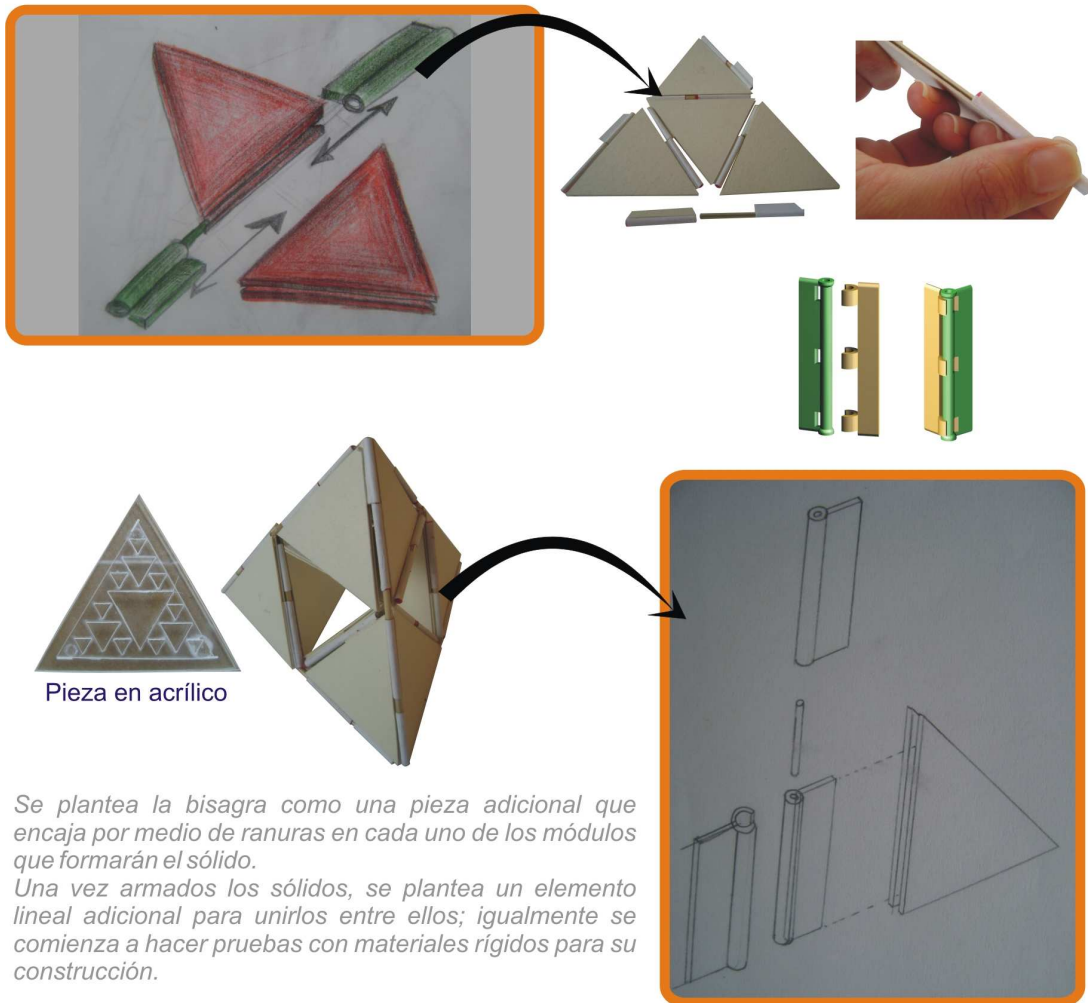 Pieza en acrílico
Se plantea la bisagra como una pieza adicional que
encaja por medio de ranuras en cada uno de los módulos
que formarán el sólido.
Una vez armados los sólidos, se plantea un elemento
lineal adicional para unirlos entre ellos; igualmente se
comienza a hacer pruebas con materiales rígidos para su
construcción.